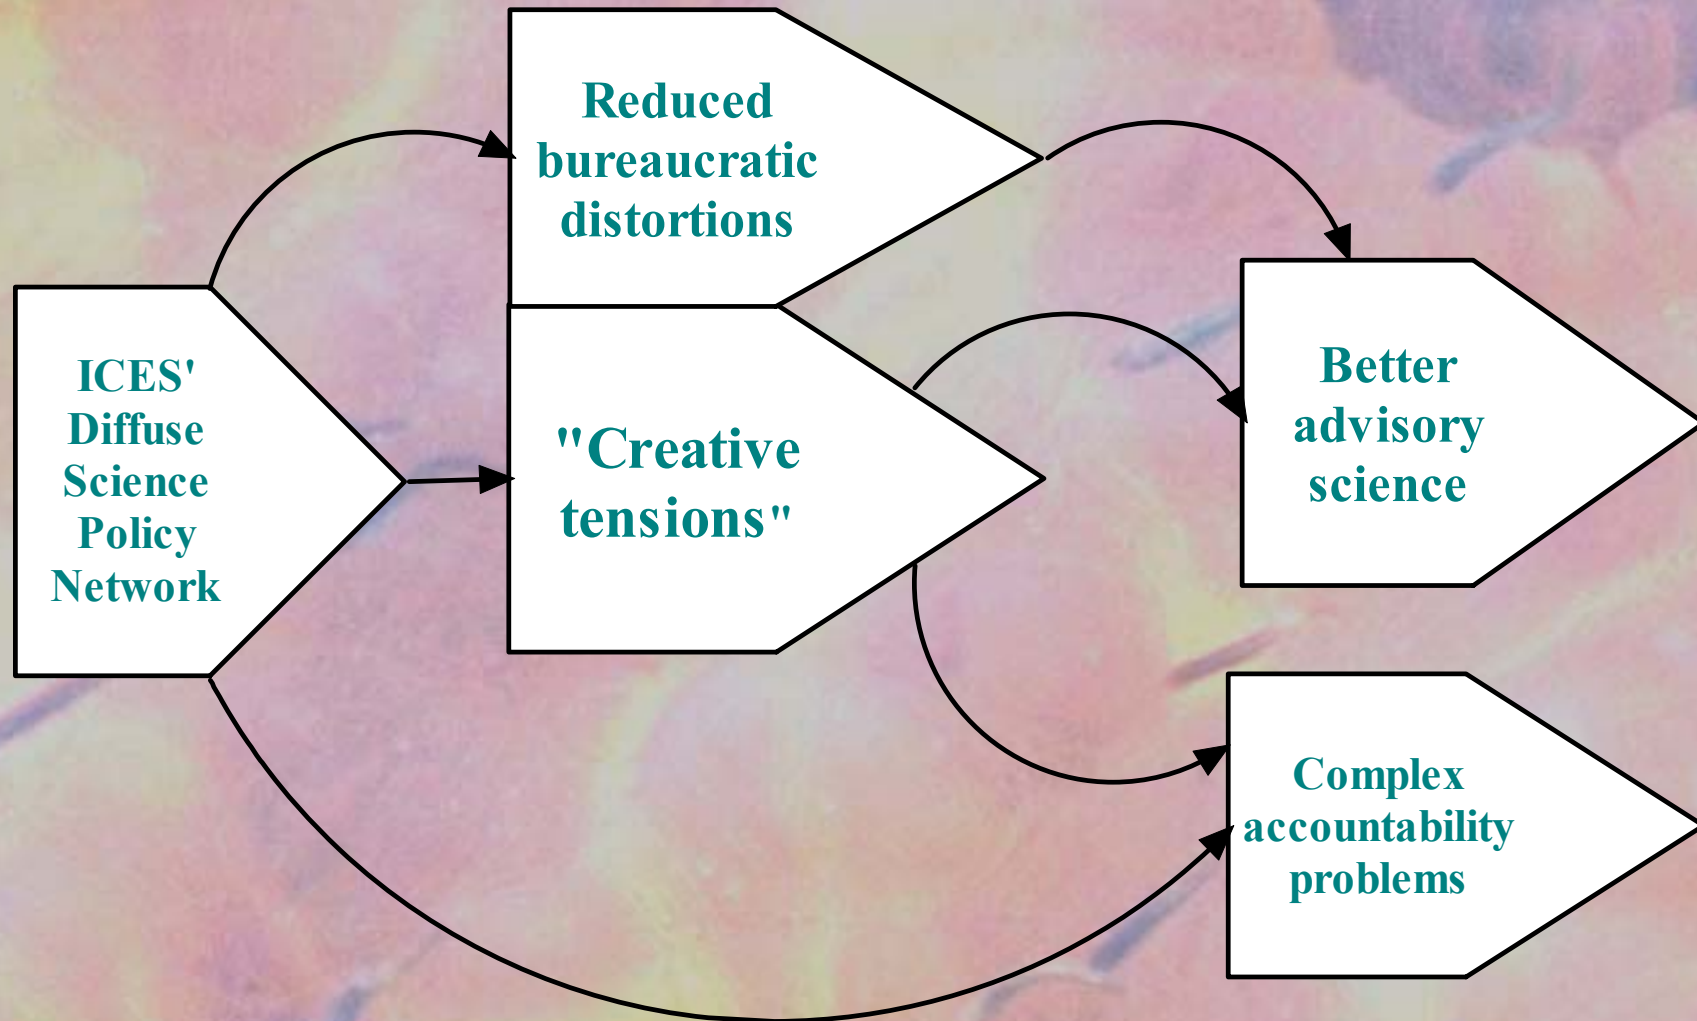 Reduced
bureaucratic
distortions
ICES'
Diffuse
Science
Policy
Network
"Creative
tensions"
Better
advisory
science
Complex
accountability
problems